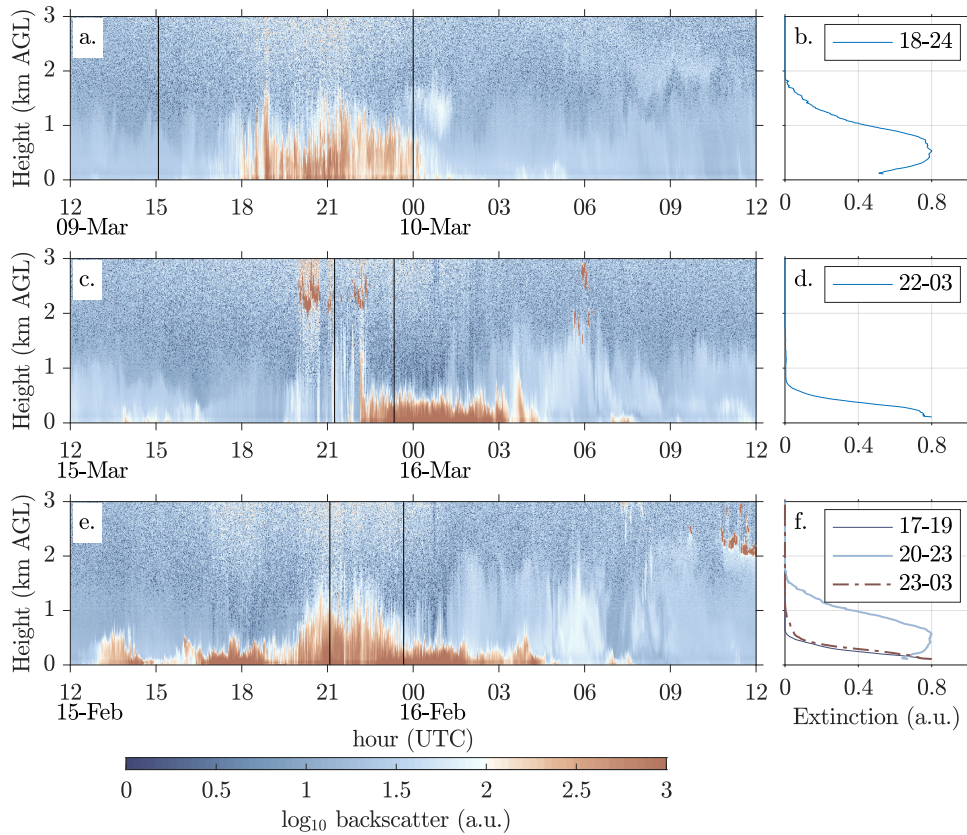 a.
Height (km AGL)
3
2
1
0
12 15 18 21 00 03 06 09 12
09-Mar 10-Mar
b.
18-24
0 0.4 0.8
c.
Height (km AGL)
3
2
1
0
12 15 18 21 00 03 06 09 12
15-Mar 16-Mar
d.
22-03
0 0.4 0.8
e.
Height (km AGL)
3
2
1
0
12 15 18 21 00 03 06 09 12
15-Feb 16-Feb
hour (UTC)
f.
17-19
20-23
23-03
0 0.4 0.8
Extinction (a.u.)
0 0.5 1 1.5 2 2.5 3
log₁₀ backscatter (a.u.)